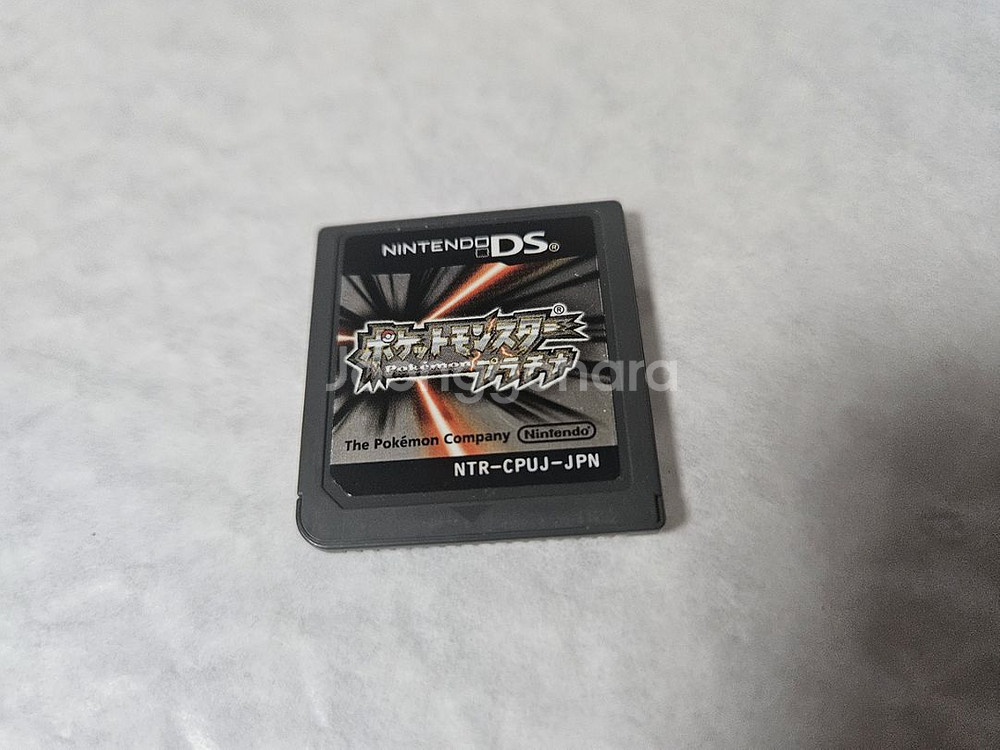 NINTENDO DS®
ポケットモンスター®
Pokémon プラチナ
The Pokémon Company Nintendo®
NTR-CPUJ-JPN
Joonggonara